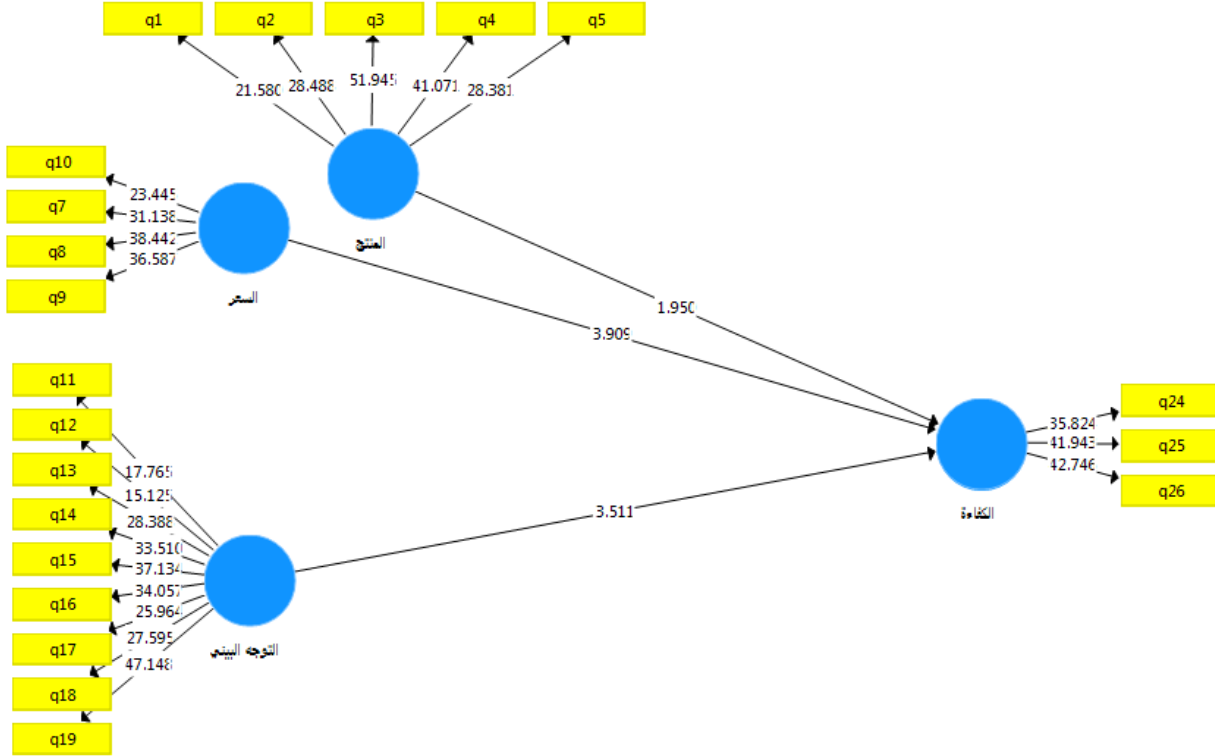 q1 q2 q3 q4 q5
21.580 28.488 51.945 41.071 28.381
المنتج
q10
q7
q8
q9
23.445
31.138
38.442
36.587
السعر
1.950
3.909
q11
q12
q13
q14
q15
q16
q17
q18
q19
17.765
15.125
28.388
33.510
37.134
34.057
25.964
27.595
47.148
التوجه البيني
3.511
الكفاءة
35.824
41.943
42.746
q24
q25
q26